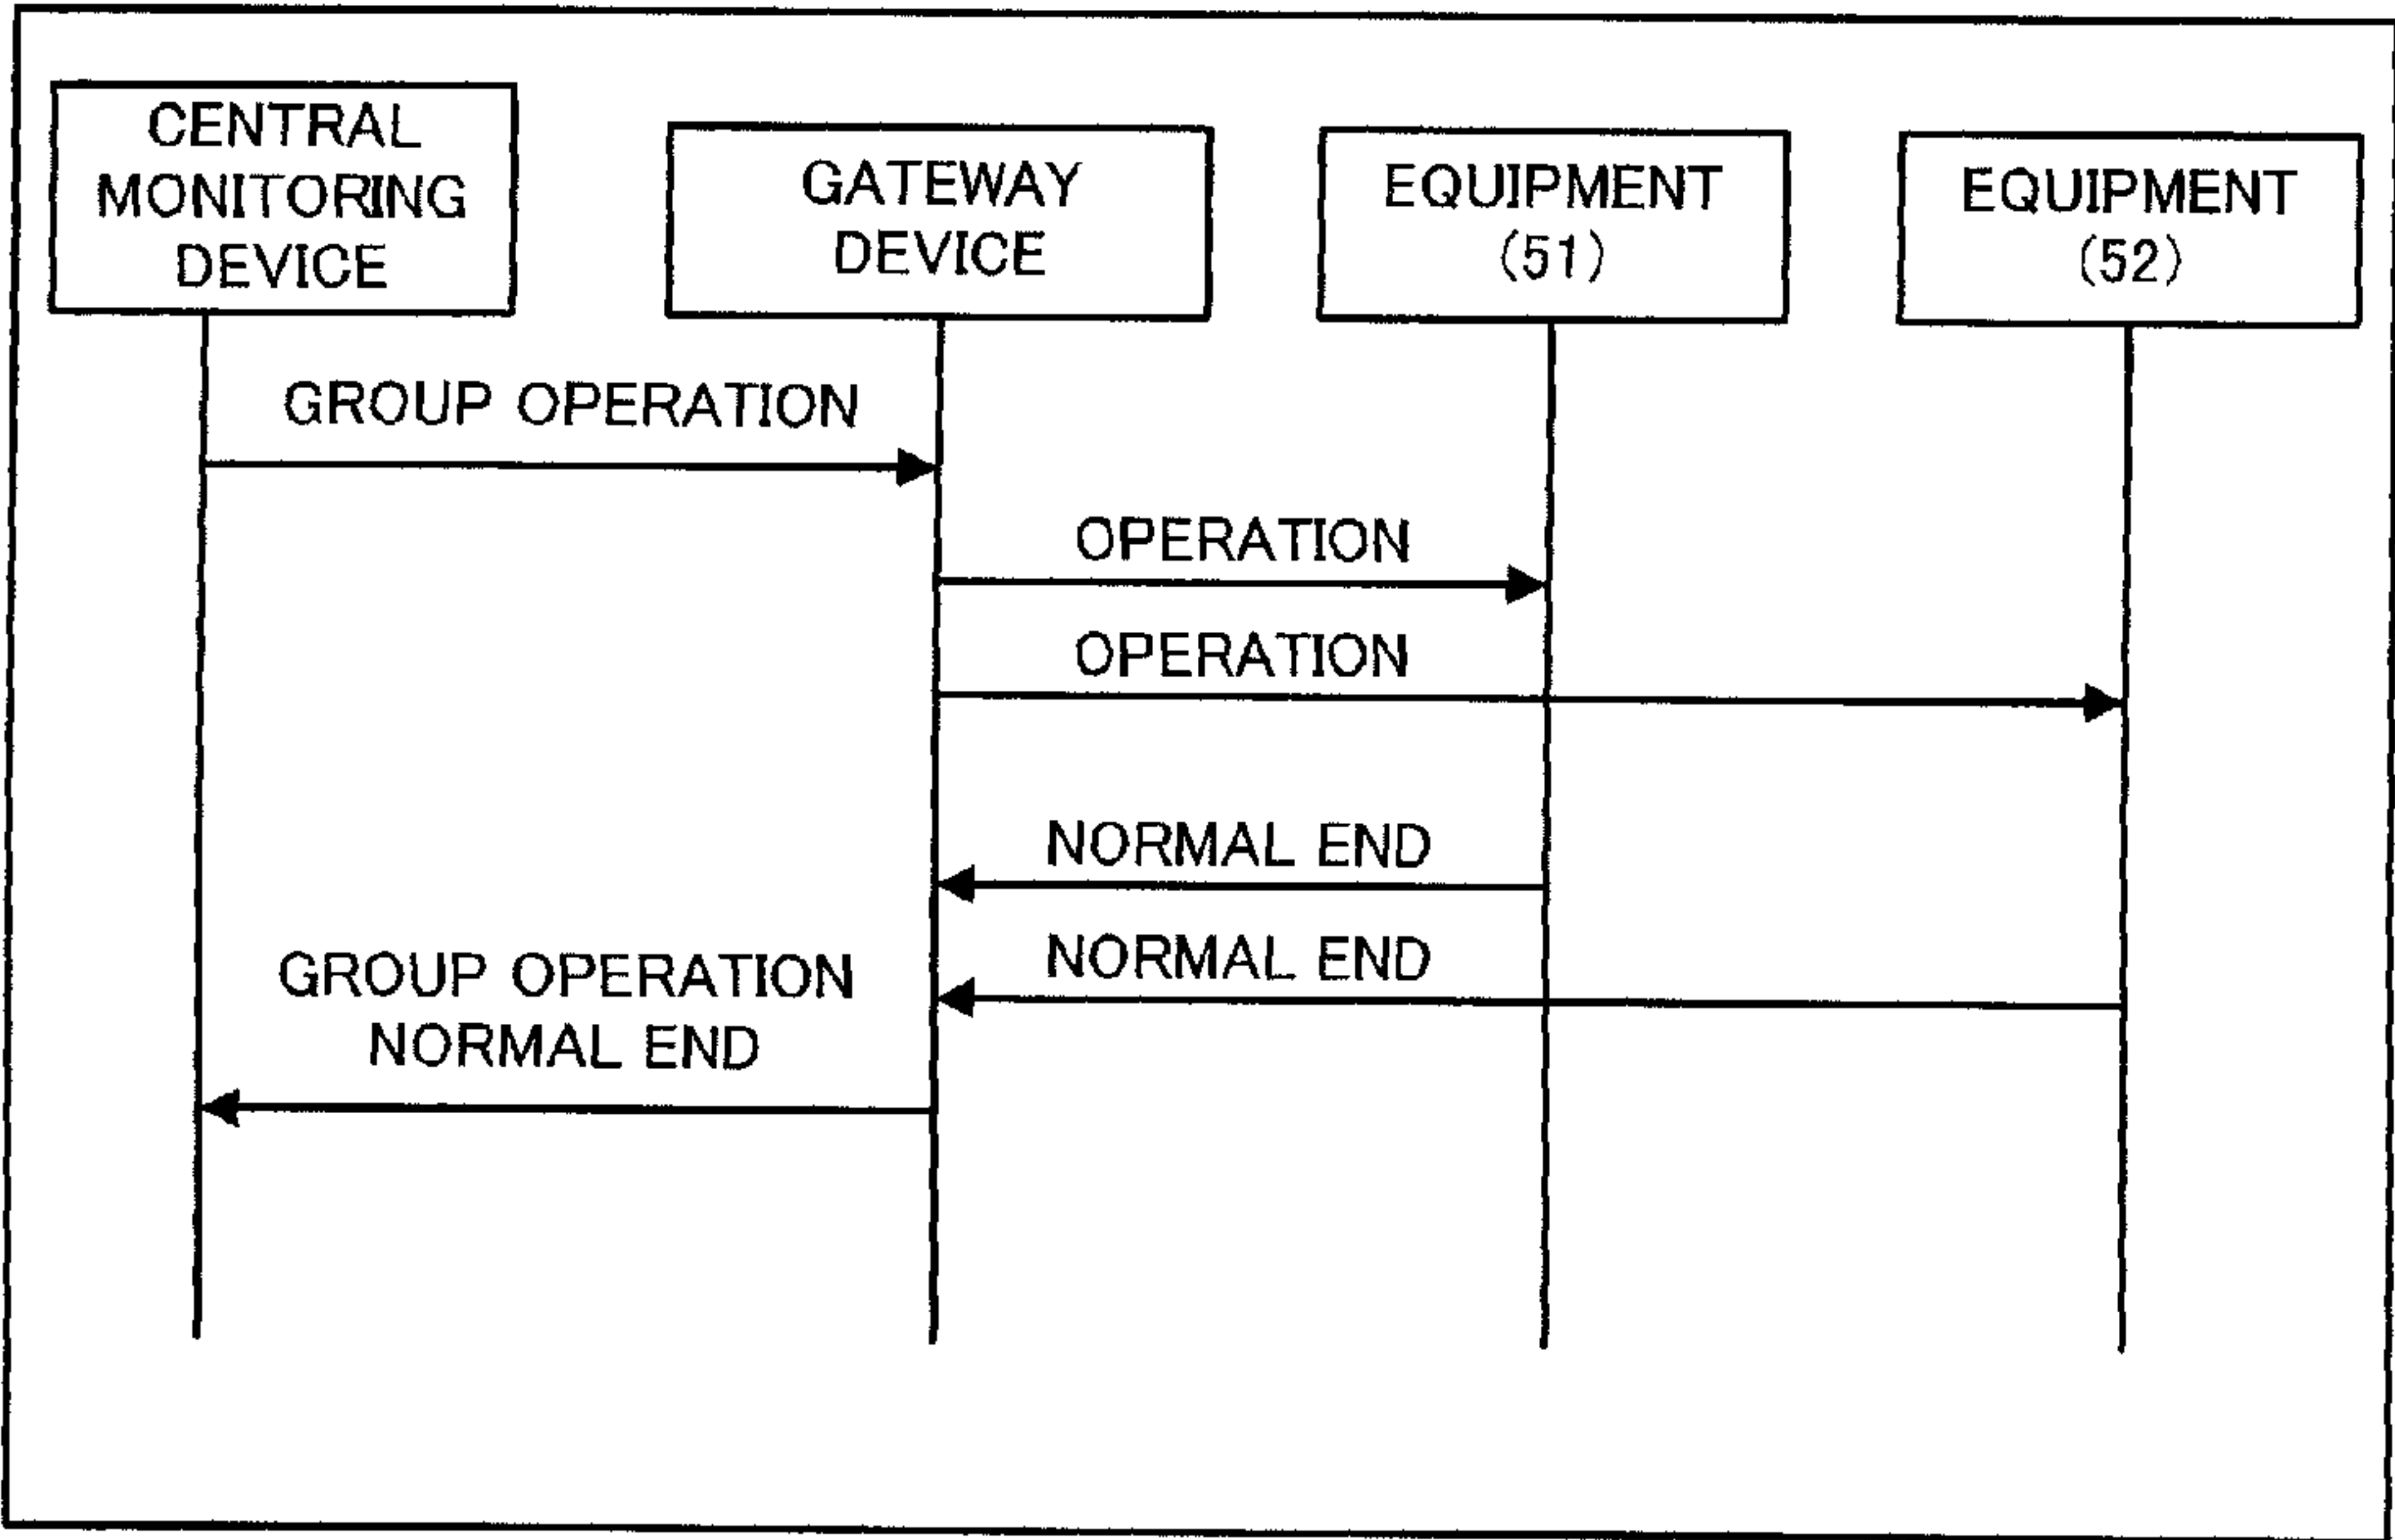 CENTRAL
MONITORING
DEVICE
GATEWAY
DEVICE
EQUIPMENT
(51)
EQUIPMENT
(52)
GROUP OPERATION
OPERATION
OPERATION
NORMAL END
NORMAL END
GROUP OPERATION
NORMAL END